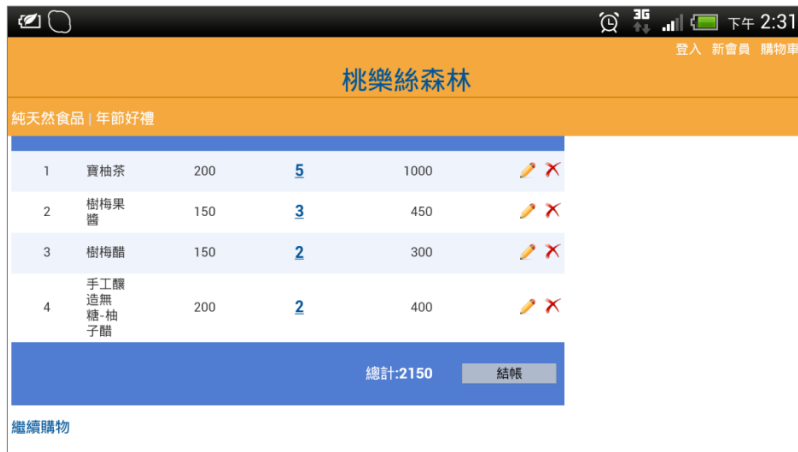 3G 下午 2:31
登入 新會員 購物車
桃樂絲森林
純天然食品 | 年節好禮
1 寶柚茶 200 5 1000
2 樹梅果醬 150 3 450
3 樹梅醋 150 2 300
4 手工釀造無糖-柚子醋 200 2 400
總計:2150 結帳
繼續購物